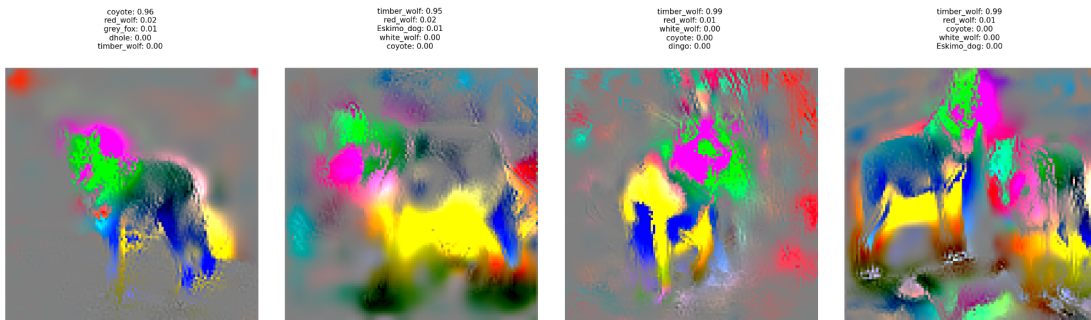 coyote: 0.96
red_wolf: 0.02
grey_fox: 0.01
dhole: 0.00
timber_wolf: 0.00
timber_wolf: 0.95
red_wolf: 0.02
Eskimo_dog: 0.01
white_wolf: 0.00
coyote: 0.00
timber_wolf: 0.99
red_wolf: 0.01
white_wolf: 0.00
coyote: 0.00
dingo: 0.00
timber_wolf: 0.99
red_wolf: 0.01
coyote: 0.00
white_wolf: 0.00
Eskimo_dog: 0.00